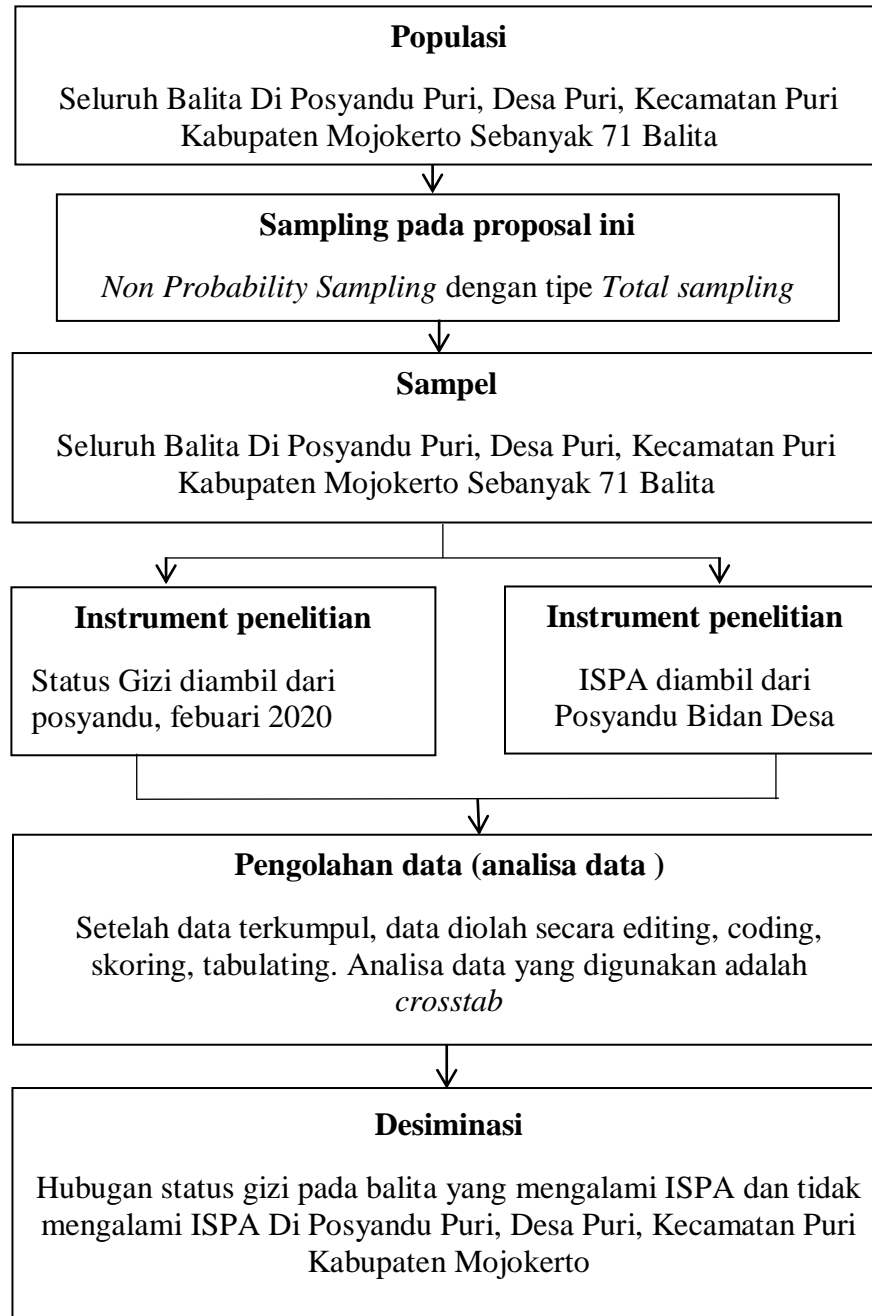 Populasi
Seluruh Balita Di Posyandu Puri, Desa Puri, Kecamatan Puri
Kabupaten Mojokerto Sebanyak 71 Balita
Sampling pada proposal ini
Non Probability Sampling dengan tipe Total sampling
Sampel
Seluruh Balita Di Posyandu Puri, Desa Puri, Kecamatan Puri
Kabupaten Mojokerto Sebanyak 71 Balita
Instrument penelitian
Status Gizi diambil dari
posyandu, febuari 2020
Instrument penelitian
ISPA diambil dari
Posyandu Bidan Desa
Pengolahan data (analisa data )
Setelah data terkumpul, data diolah secara editing, coding,
skoring, tabulating. Analisa data yang digunakan adalah
crosstab
Desiminasi
Hubugan status gizi pada balita yang mengalami ISPA dan tidak
mengalami ISPA Di Posyandu Puri, Desa Puri, Kecamatan Puri
Kabupaten Mojokerto